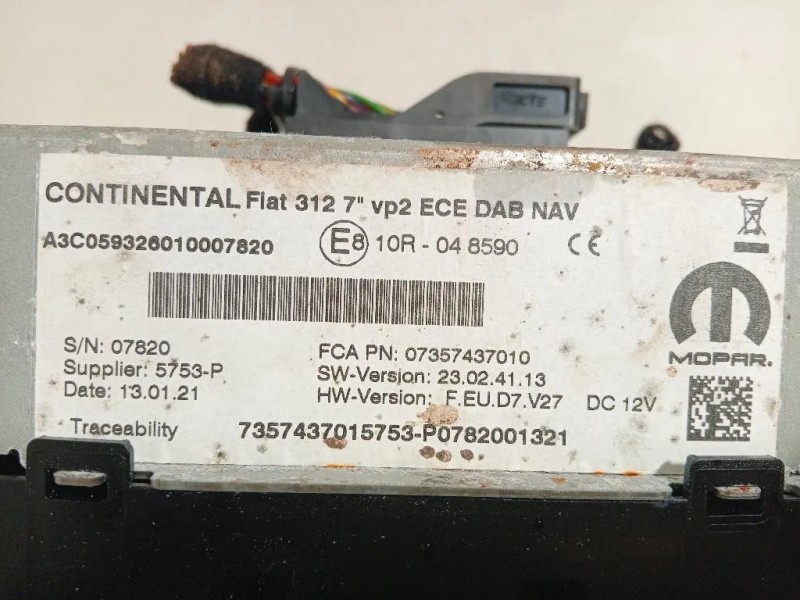 CONTINENTAL Fiat 312 7" vp2 ECE DAB NAV
A3C059326010007820
E8 10R - 04 8590 CE
S/N: 07820
Supplier: 5753-P
Date: 13.01.21
FCA PN: 07357437010
SW-Version: 23.02.41.13
HW-Version: F.EU.D7.V27 DC 12V
MOPAR.
Traceability 7357437015753-P0782001321